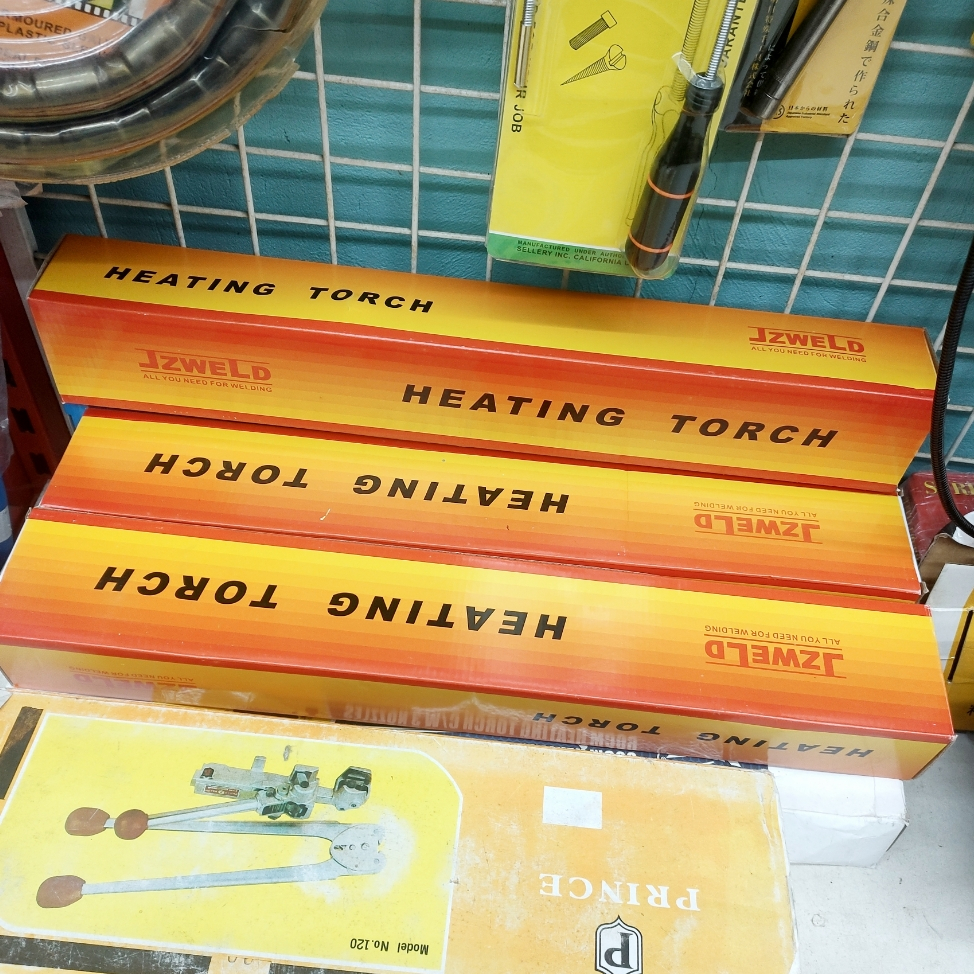 MOURED
PLAST
R JOB
MANUFACTURED UNDER AUTHO
SELLERY INC. CALIFORNIA
合金鋼で作られた
HEATING TORCH
JZWELD
ALL YOU NEED FOR WELDING
JZWELD
ALL YOU NEED FOR WELDING
HEATING TORCH
HEATING TORCH
JZWELD
ALL YOU NEED FOR WELDING
HEATING TORCH
JZWELD
ALL YOU NEED FOR WELDING
JZWELD
HEATING TORCH
PRINCE
P
Model No.120